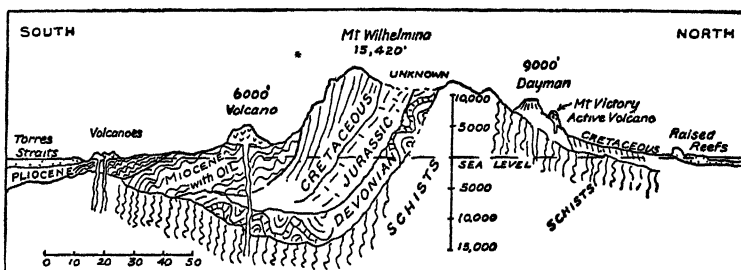 SOUTH
NORTH
Mt Wilhelmina
15,420'
UNKNOWN
6000'
Volcano
9000'
Dayman
Mt Victory
Active Volcano
Torres
Straits
Volcanoes
PLIOCENE
MIOCENE
with OIL
CRETACEOUS
JURASSIC
DEVONIAN
SCHISTS
10,000
5000
SEA LEVEL
5000
10,000
15,000
CRETACEOUS
Raised
Reefs
SCHISTS
0 10 20 30 40 50